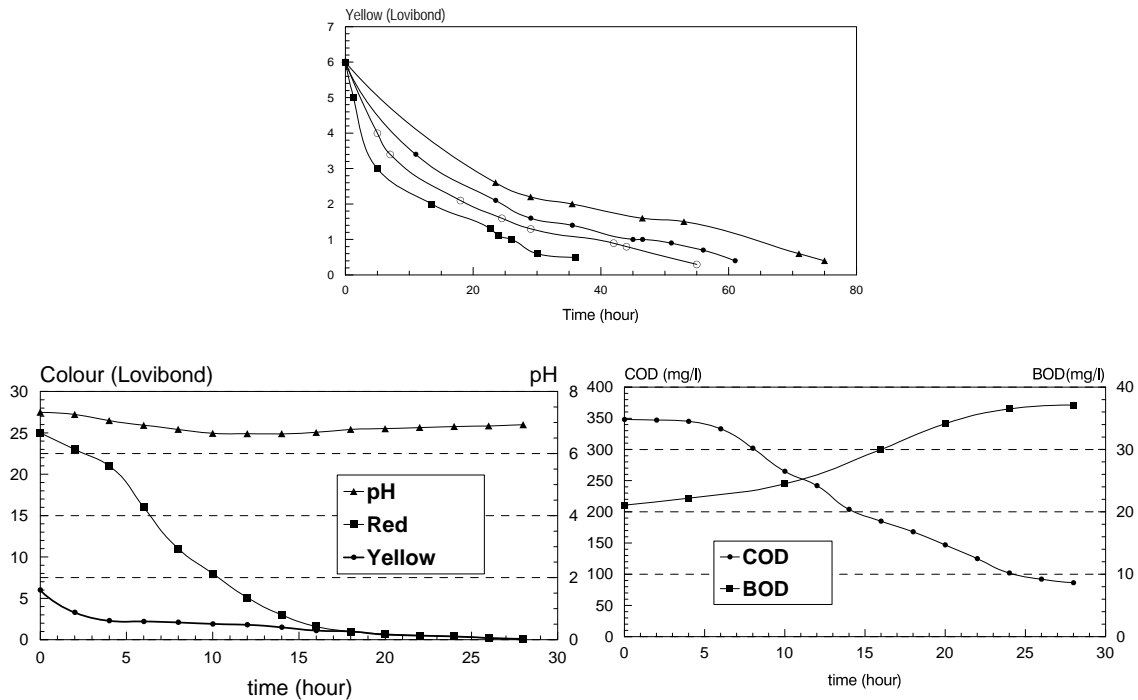 Yellow (Lovibond)
7
6
5
4
3
2
1
0
0 20 40 60 80
Time (hour)
Colour (Lovibond) pH
30 8
25
6
20
15 4
10
2
5
0 0
0 5 10 15 20 25 30
time (hour)
pH
Red
Yellow
COD (mg/l) BOD(mg/l)
400 40
350
300 30
250
200 20
150
100 10
50
0 0
0 5 10 15 20 25 30
time (hour)
COD
BOD